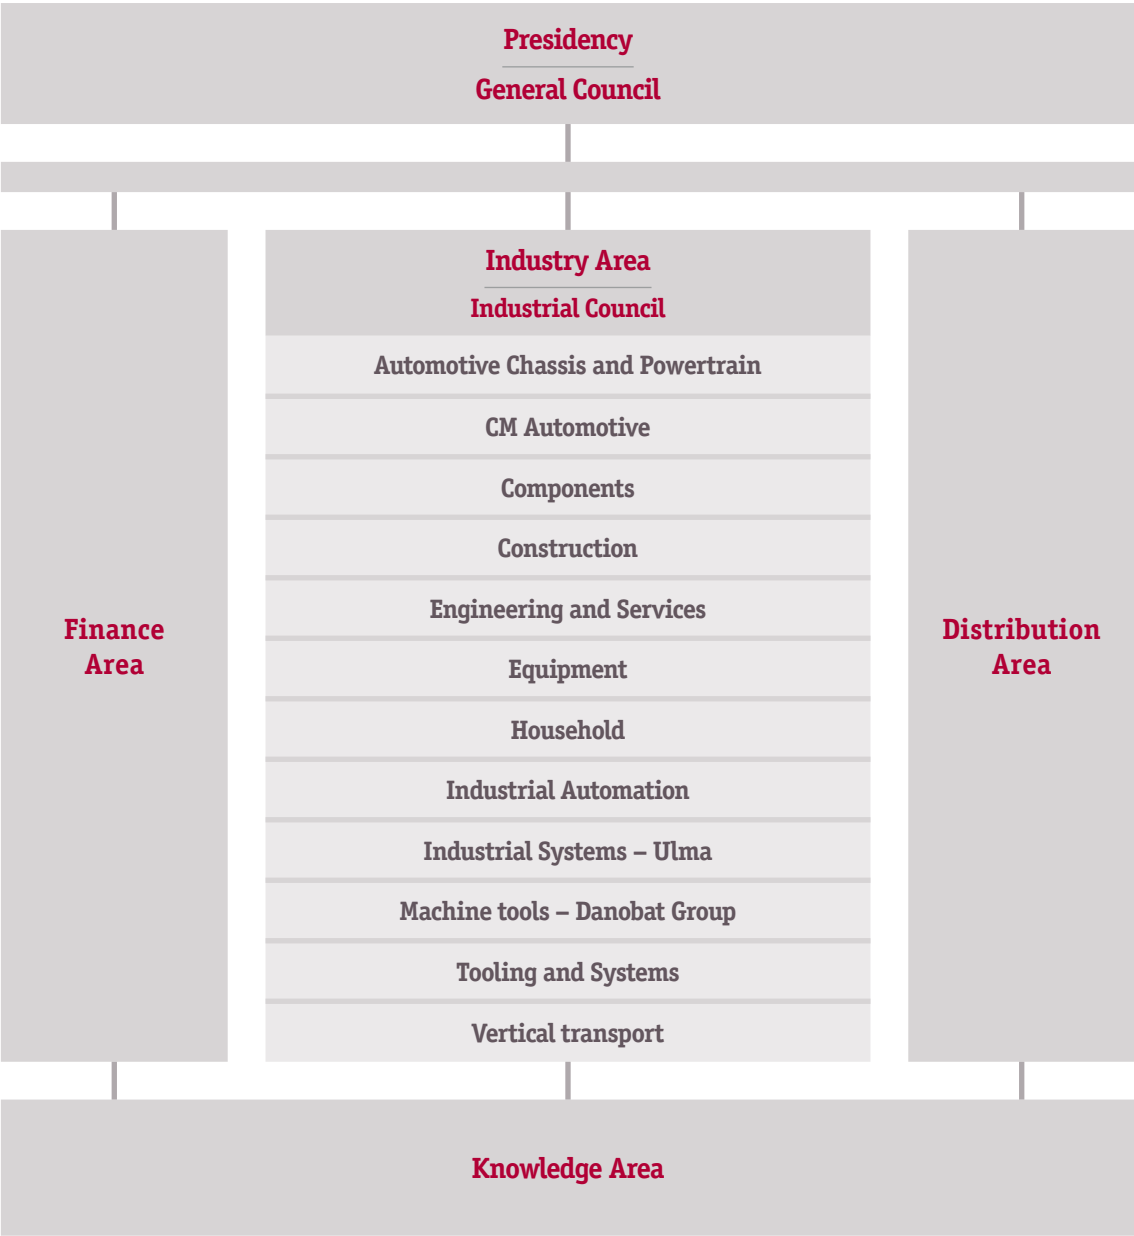 Presidency
General Council
Industry Area
Industrial Council
Automotive Chassis and Powertrain
CM Automotive
Components
Construction
Engineering and Services
Equipment
Household
Industrial Automation
Industrial Systems – Ulma
Machine tools – Danobat Group
Tooling and Systems
Vertical transport
Finance
Area
Distribution
Area
Knowledge Area